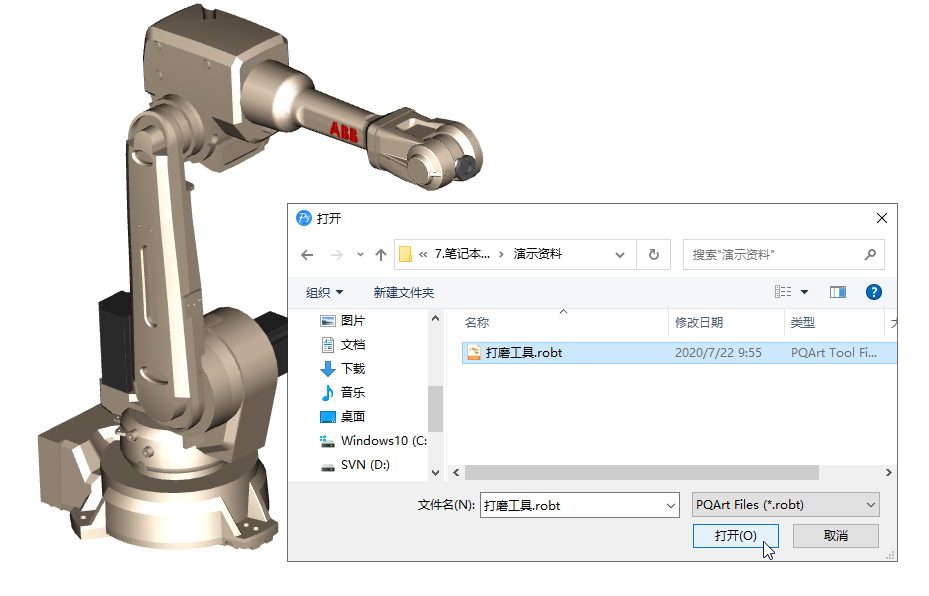 ABB
打开
« 7.笔记本... › 演示资料
搜索"演示资料"
组织 新建文件夹
名称 修改日期 类型
图片
打磨工具.robt 2020/7/22 9:55 PQArt Tool Fi...
文档
下载
音乐
桌面
Windows10 (C:
SVN (D:)
文件名(N): 打磨工具.robt PQArt Files (*.robt)
打开(O) 取消